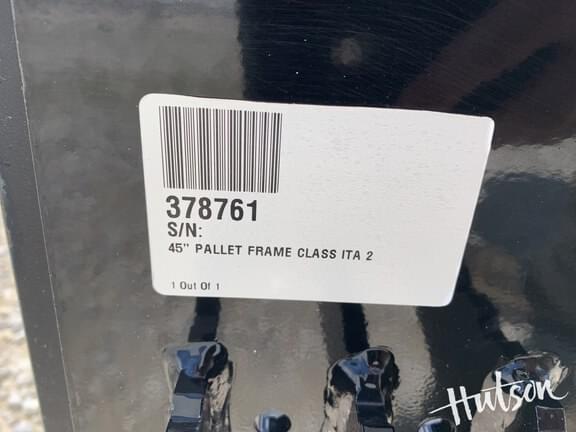 378761
S/N:
45" PALLET FRAME CLASS ITA 2
1 Out Of 1
Hutson